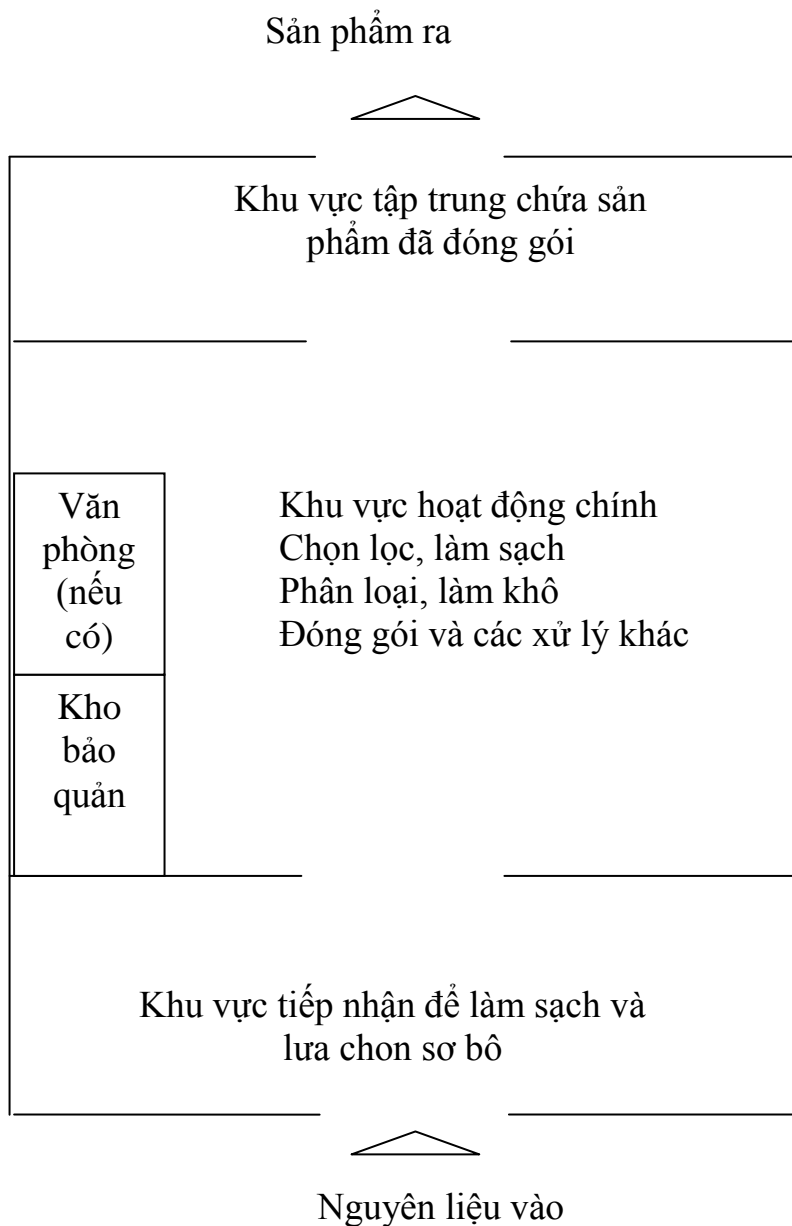 Sản phẩm ra
Khu vực tập trung chứa sản
phẩm đã đóng gói
Văn
phòng
(nếu
có)
Khu vực hoạt động chính
Chọn lọc, làm sạch
Phân loại, làm khô
Đóng gói và các xử lý khác
Kho
bảo
quản
Khu vực tiếp nhận để làm sạch và
lưa chon sơ bô
Nguyên liệu vào